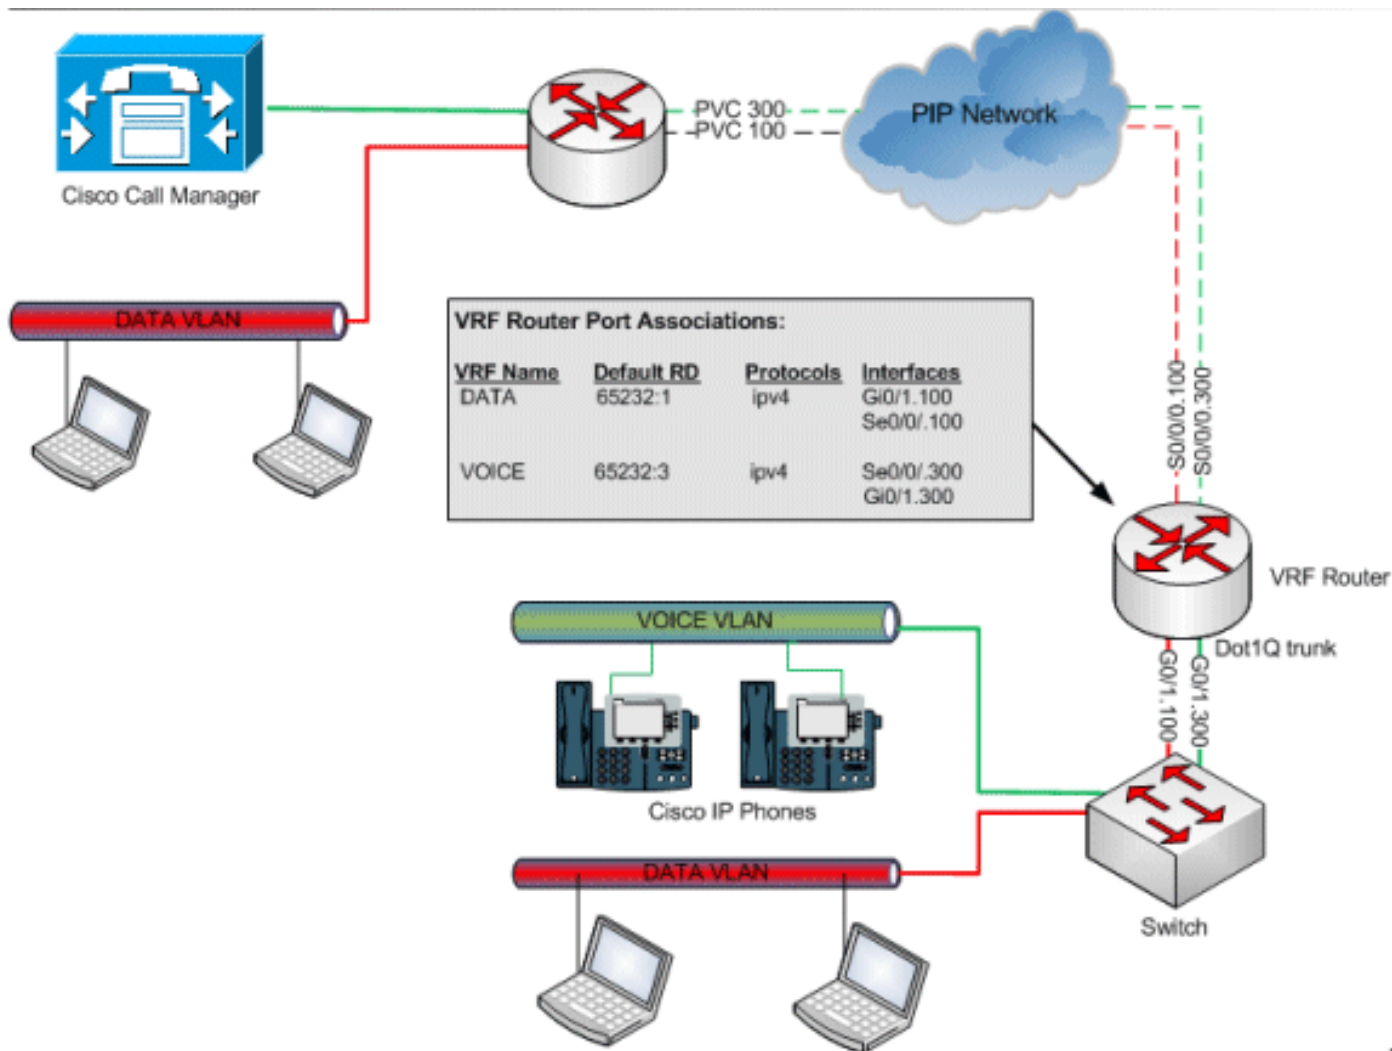 PVC 300
PVC 100
PIP Network
Cisco Call Manager
DATA VLAN
VRF Router Port Associations:
VRF Name Default RD Protocols Interfaces
DATA 65232:1 ipv4 Gi0/1.100
Se0/0/.100
VOICE 65232:3 ipv4 Se0/0/.300
Gi0/1.300
S0/0/0.100
S0/0/0.300
VRF Router
Dot1Q trunk
G0/1.100
G0/1.300
VOICE VLAN
Cisco IP Phones
DATA VLAN
Switch